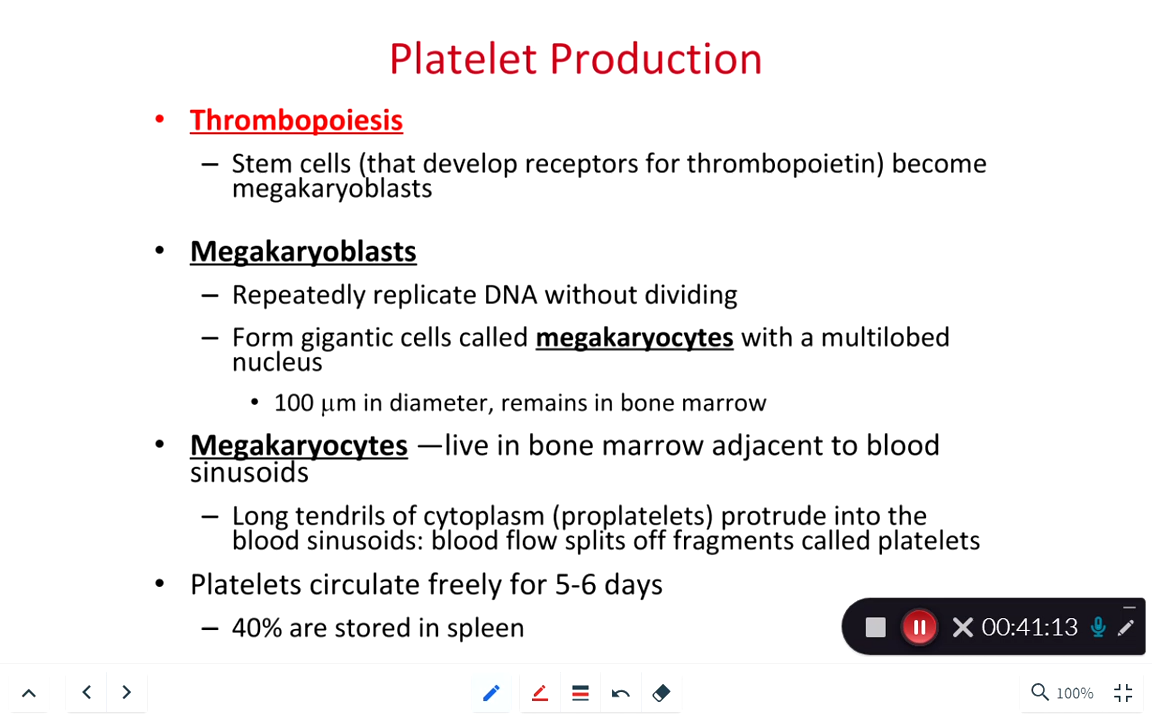 Platelet Production
• Thrombopoiesis
– Stem cells (that develop receptors for thrombopoietin) become
megakaryoblasts
• Megakaryoblasts
– Repeatedly replicate DNA without dividing
– Form gigantic cells called megakaryocytes with a multilobed
nucleus
• 100 μm in diameter, remains in bone marrow
• Megakaryocytes —live in bone marrow adjacent to blood
sinusoids
– Long tendrils of cytoplasm (proplatelets) protrude into the
blood sinusoids: blood flow splits off fragments called platelets
• Platelets circulate freely for 5-6 days
– 40% are stored in spleen
00:41:13
100%